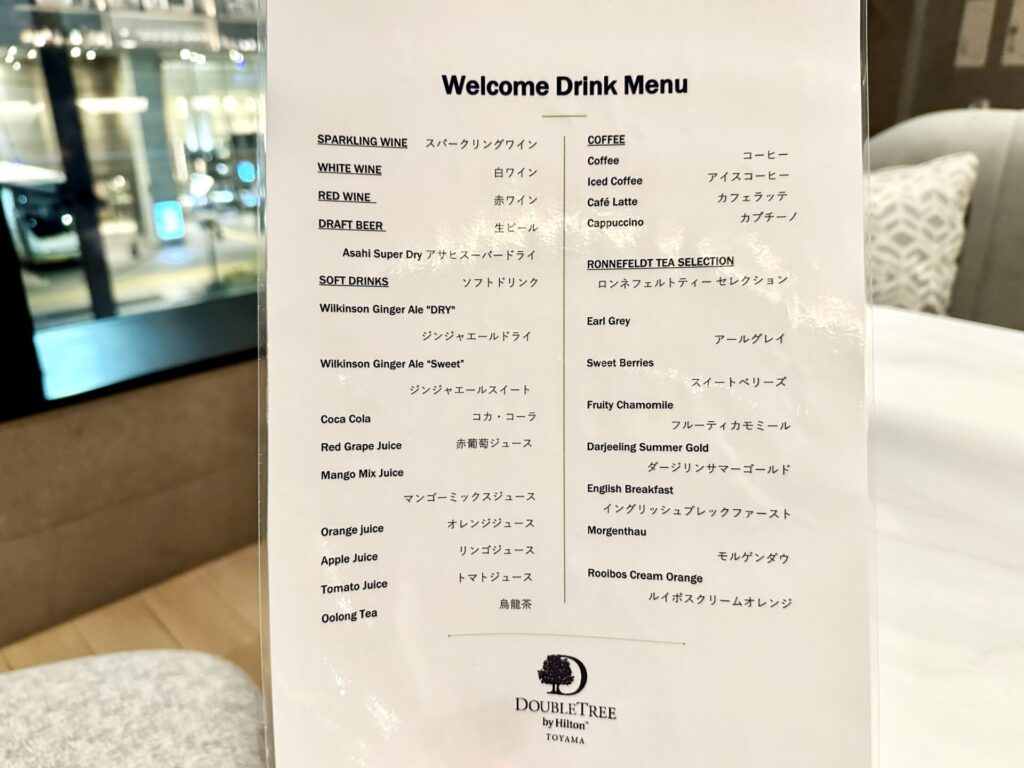 Welcome Drink Menu
SPARKLING WINE スパークリングワイン
WHITE WINE 白ワイン
RED WINE 赤ワイン
DRAFT BEER 生ビール
Asahi Super Dry アサヒスーパードライ
SOFT DRINKS ソフトドリンク
Wilkinson Ginger Ale "DRY"
ジンジャエールドライ
Wilkinson Ginger Ale “Sweet”
ジンジャエールスイート
Coca Cola コカ・コーラ
Red Grape Juice 赤葡萄ジュース
Mango Mix Juice
マンゴーミックスジュース
Orange juice オレンジジュース
Apple Juice リンゴジュース
Tomato Juice トマトジュース
Oolong Tea 烏龍茶
COFFEE
Coffee コーヒー
Iced Coffee アイスコーヒー
Café Latte カフェラッテ
Cappuccino カプチーノ
RONNEFELDT TEA SELECTION
ロンネフェルトティー セレクション
Earl Grey
アールグレイ
Sweet Berries
スイートベリーズ
Fruity Chamomile
フルーティカモミール
Darjeeling Summer Gold
ダージリンサマーゴールド
English Breakfast
イングリッシュブレックファースト
Morgenthau
モルゲンダウ
Rooibos Cream Orange
ルイボスクリームオレンジ
D
DOUBLETREE
by Hilton™
TOYAMA